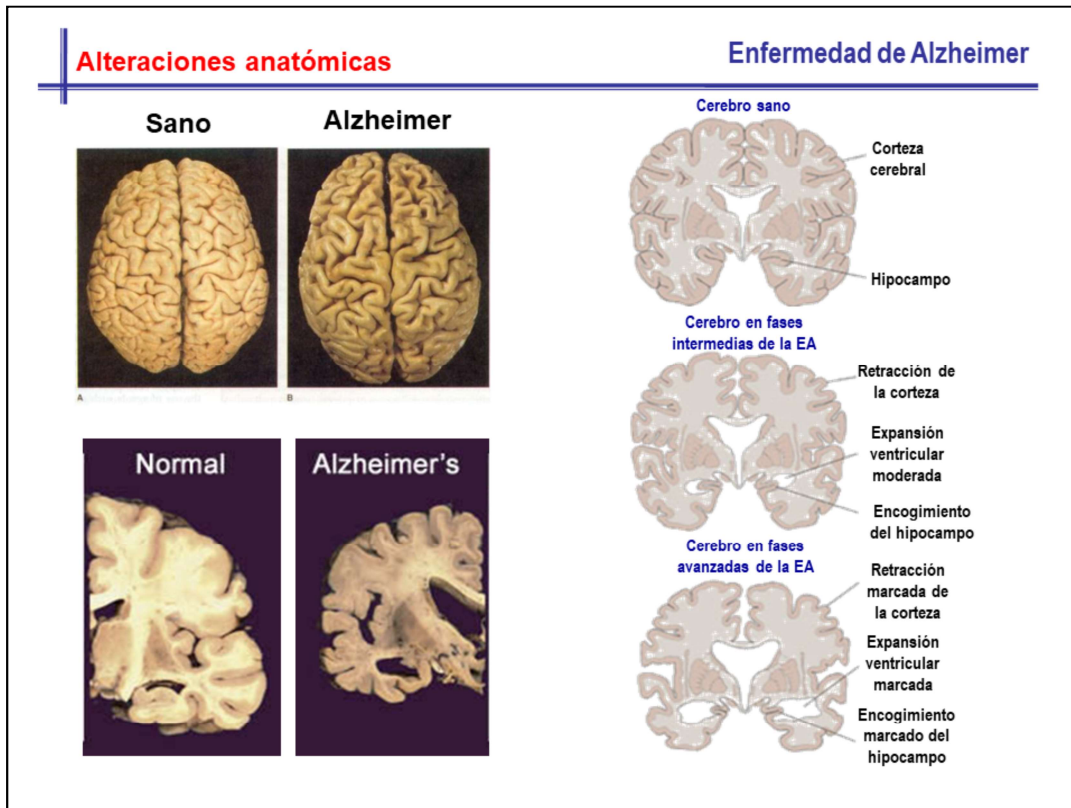 Alteraciones anatómicas
Enfermedad de Alzheimer
Sano
Alzheimer
A
B
Normal
Alzheimer's
Cerebro sano
Corteza
cerebral
Hipocampo
Cerebro en fases
intermedias de la EA
Retracción de
la corteza
Expansión
ventricular
moderada
Encogimiento
del hipocampo
Cerebro en fases
avanzadas de la EA
Retracción
marcada de
la corteza
Expansión
ventricular
marcada
Encogimiento
marcado del
hipocampo